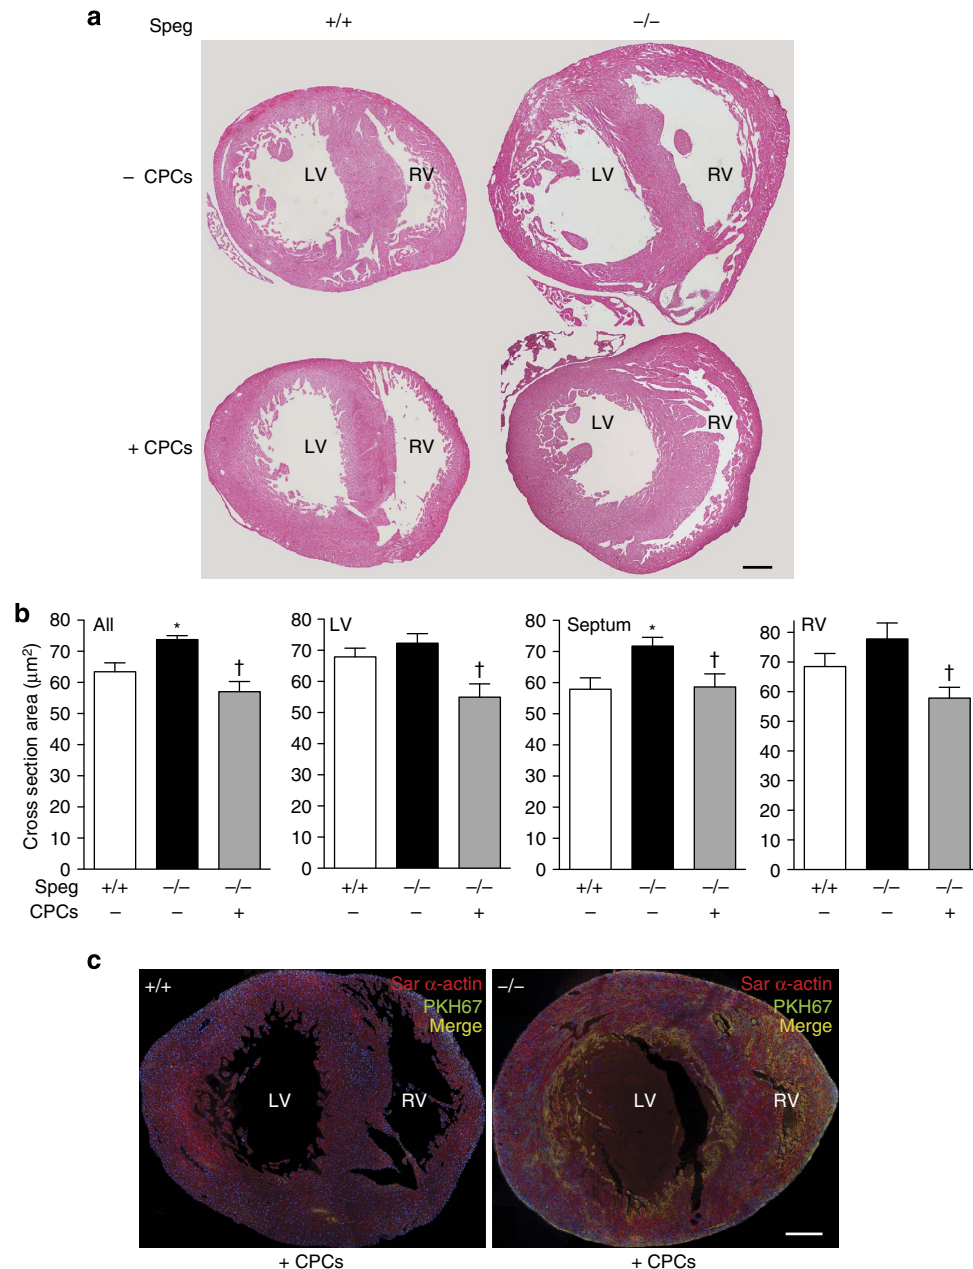 a
Speg +/+ –/–
– CPCs
LV RV LV RV
+ CPCs
LV RV LV RV
b
Cross section area (μm²)
All
80
70
60
50
40
30
20
10
0
*
†
LV
80
70
60
50
40
30
20
10
0
†
Septum
80
70
60
50
40
30
20
10
0
*
†
RV
80
70
60
50
40
30
20
10
0
†
Speg +/+ –/– –/– +/+ –/– –/– +/+ –/– –/– +/+ –/– –/–
CPCs – – + – – + – – + – – +
c
+/+
Sar α-actin
PKH67
Merge
LV RV
+ CPCs
–/–
Sar α-actin
PKH67
Merge
LV RV
+ CPCs